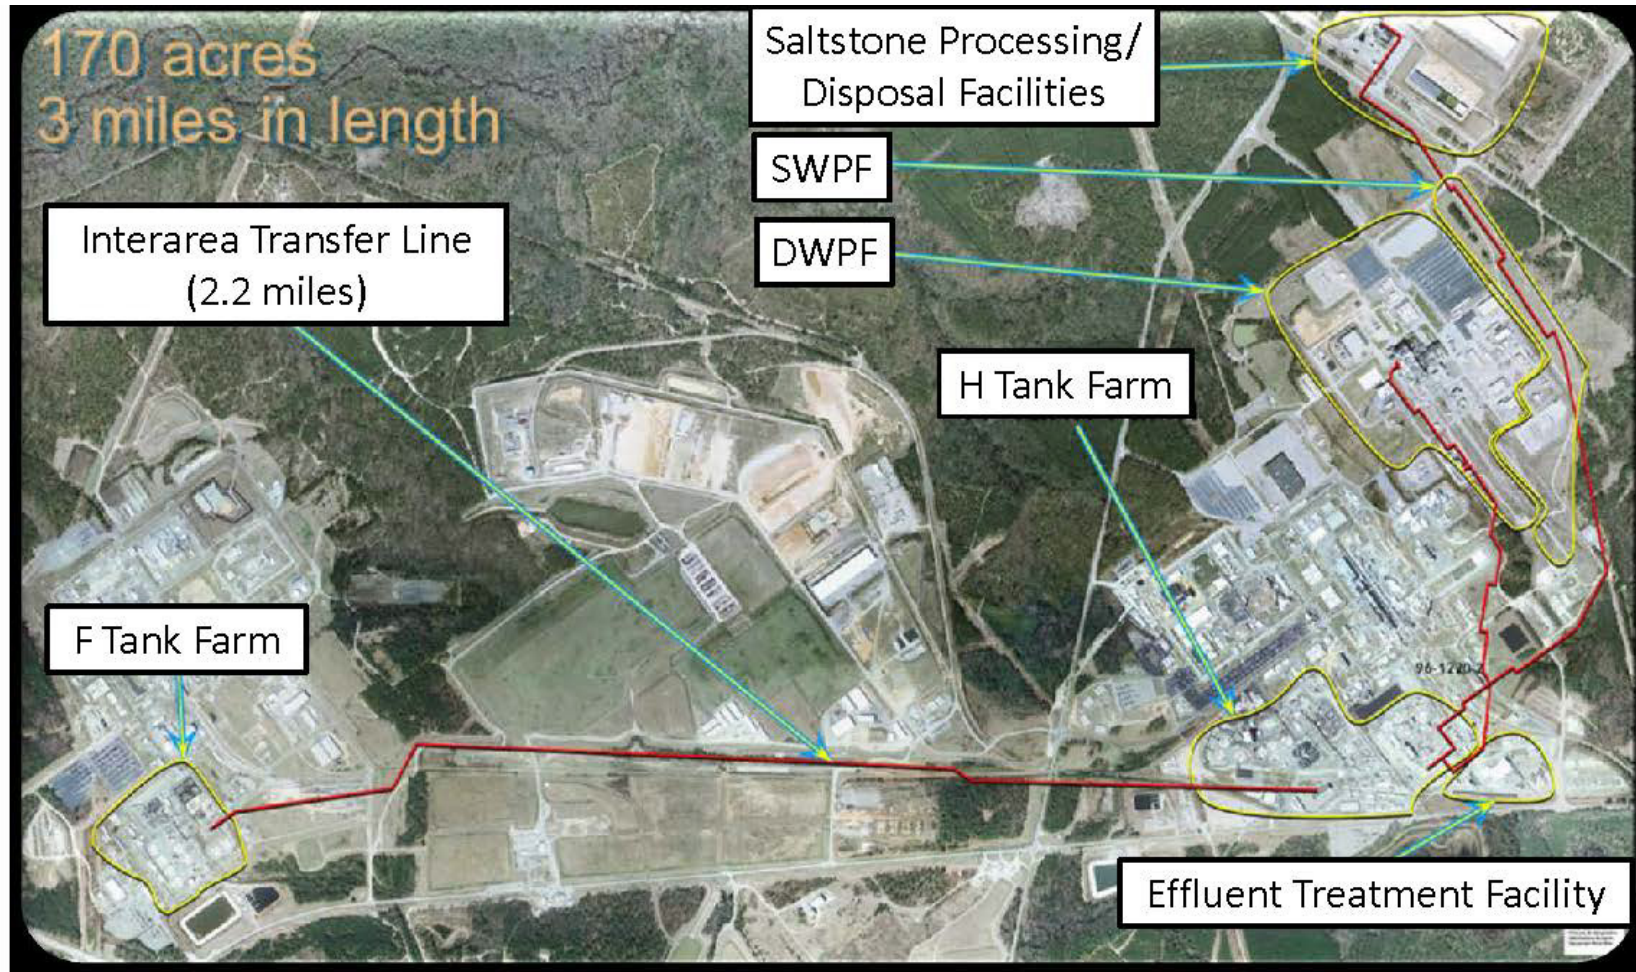 170 acres
3 miles in length
Saltstone Processing/
Disposal Facilities
SWPF
DWPF
Interarea Transfer Line
(2.2 miles)
H Tank Farm
F Tank Farm
96-1220-2
Effluent Treatment Facility